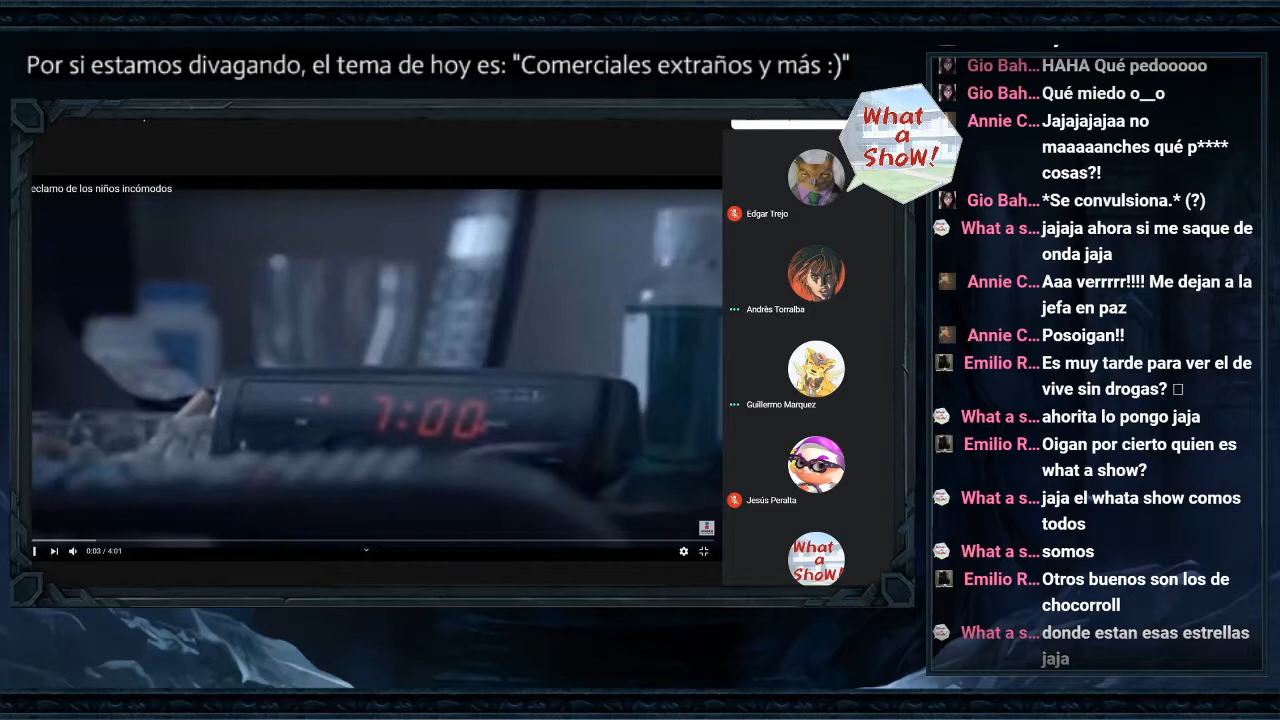 Por si estamos divagando, el tema de hoy es: "Comerciales extraños y más :)"
What
a
ShoW!
eclamo de los niños incómodos
7:00
0:03 / 4:01
Edgar Trejo
Andrès Torralba
Guillermo Marquez
Jesús Peralta
What
a
ShoW!
Gio Bah... HAHA Qué pedooooo
Gio Bah... Qué miedo o__o
Annie C... Jajajajajaa no
maaaaanches qué p****
cosas?!
Gio Bah... *Se convulsiona.* (?)
What a s... jajaja ahora si me saque de
onda jaja
Annie C... Aaa verrrrr!!!! Me dejan a la
jefa en paz
Annie C... Posoigan!!
Emilio R... Es muy tarde para ver el de
vive sin drogas? □
What a s... ahorita lo pongo jaja
Emilio R... Oigan por cierto quien es
what a show?
What a s... jaja el whata show comos
todos
What a s... somos
Emilio R... Otros buenos son los de
chocorroll
What a s... donde estan esas estrellas
jaja